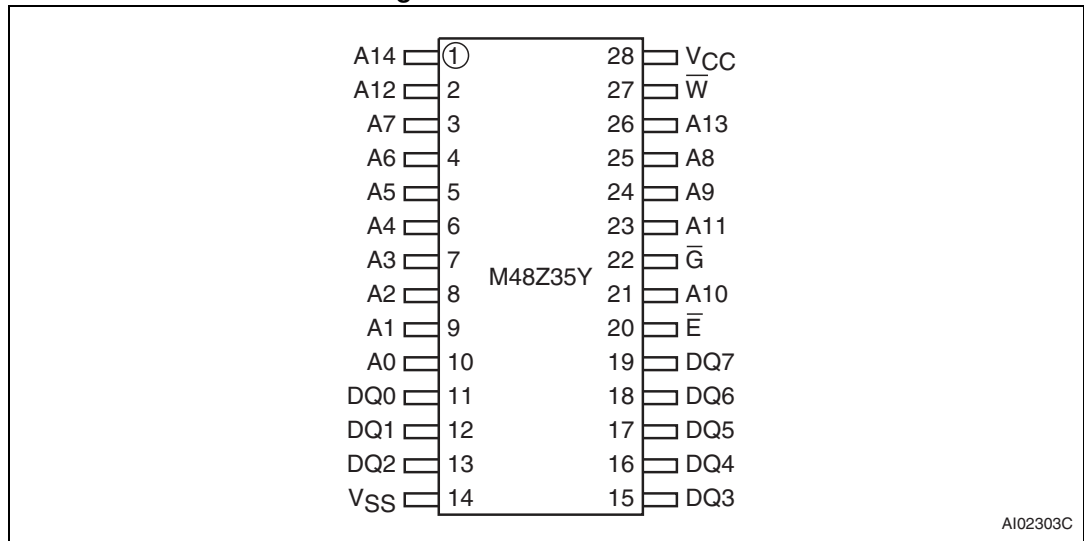 A14 1 28 VCC
A12 2 27 W̅
A7 3 26 A13
A6 4 25 A8
A5 5 24 A9
A4 6 23 A11
A3 7 22 G̅
M48Z35Y
A2 8 21 A10
A1 9 20 E̅
A0 10 19 DQ7
DQ0 11 18 DQ6
DQ1 12 17 DQ5
DQ2 13 16 DQ4
VSS 14 15 DQ3
AI02303C